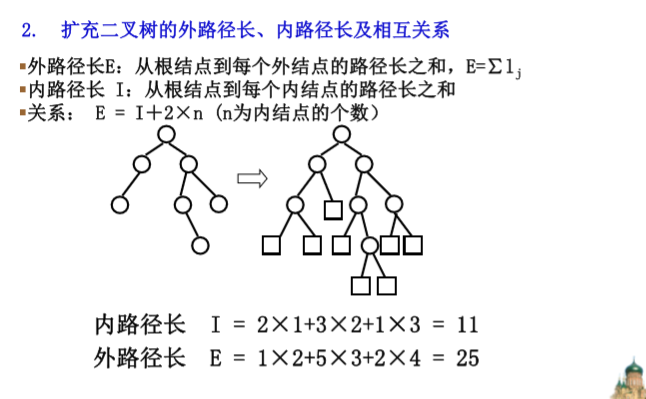 2. 扩充二叉树的外路径长、内路径长及相互关系
外路径长E：从根结点到每个外结点的路径长之和，E=Σlj
内路径长 I：从根结点到每个内结点的路径长之和
关系： E = I+2×n (n为内结点的个数)
内路径长 I = 2×1+3×2+1×3 = 11
外路径长 E = 1×2+5×3+2×4 = 25